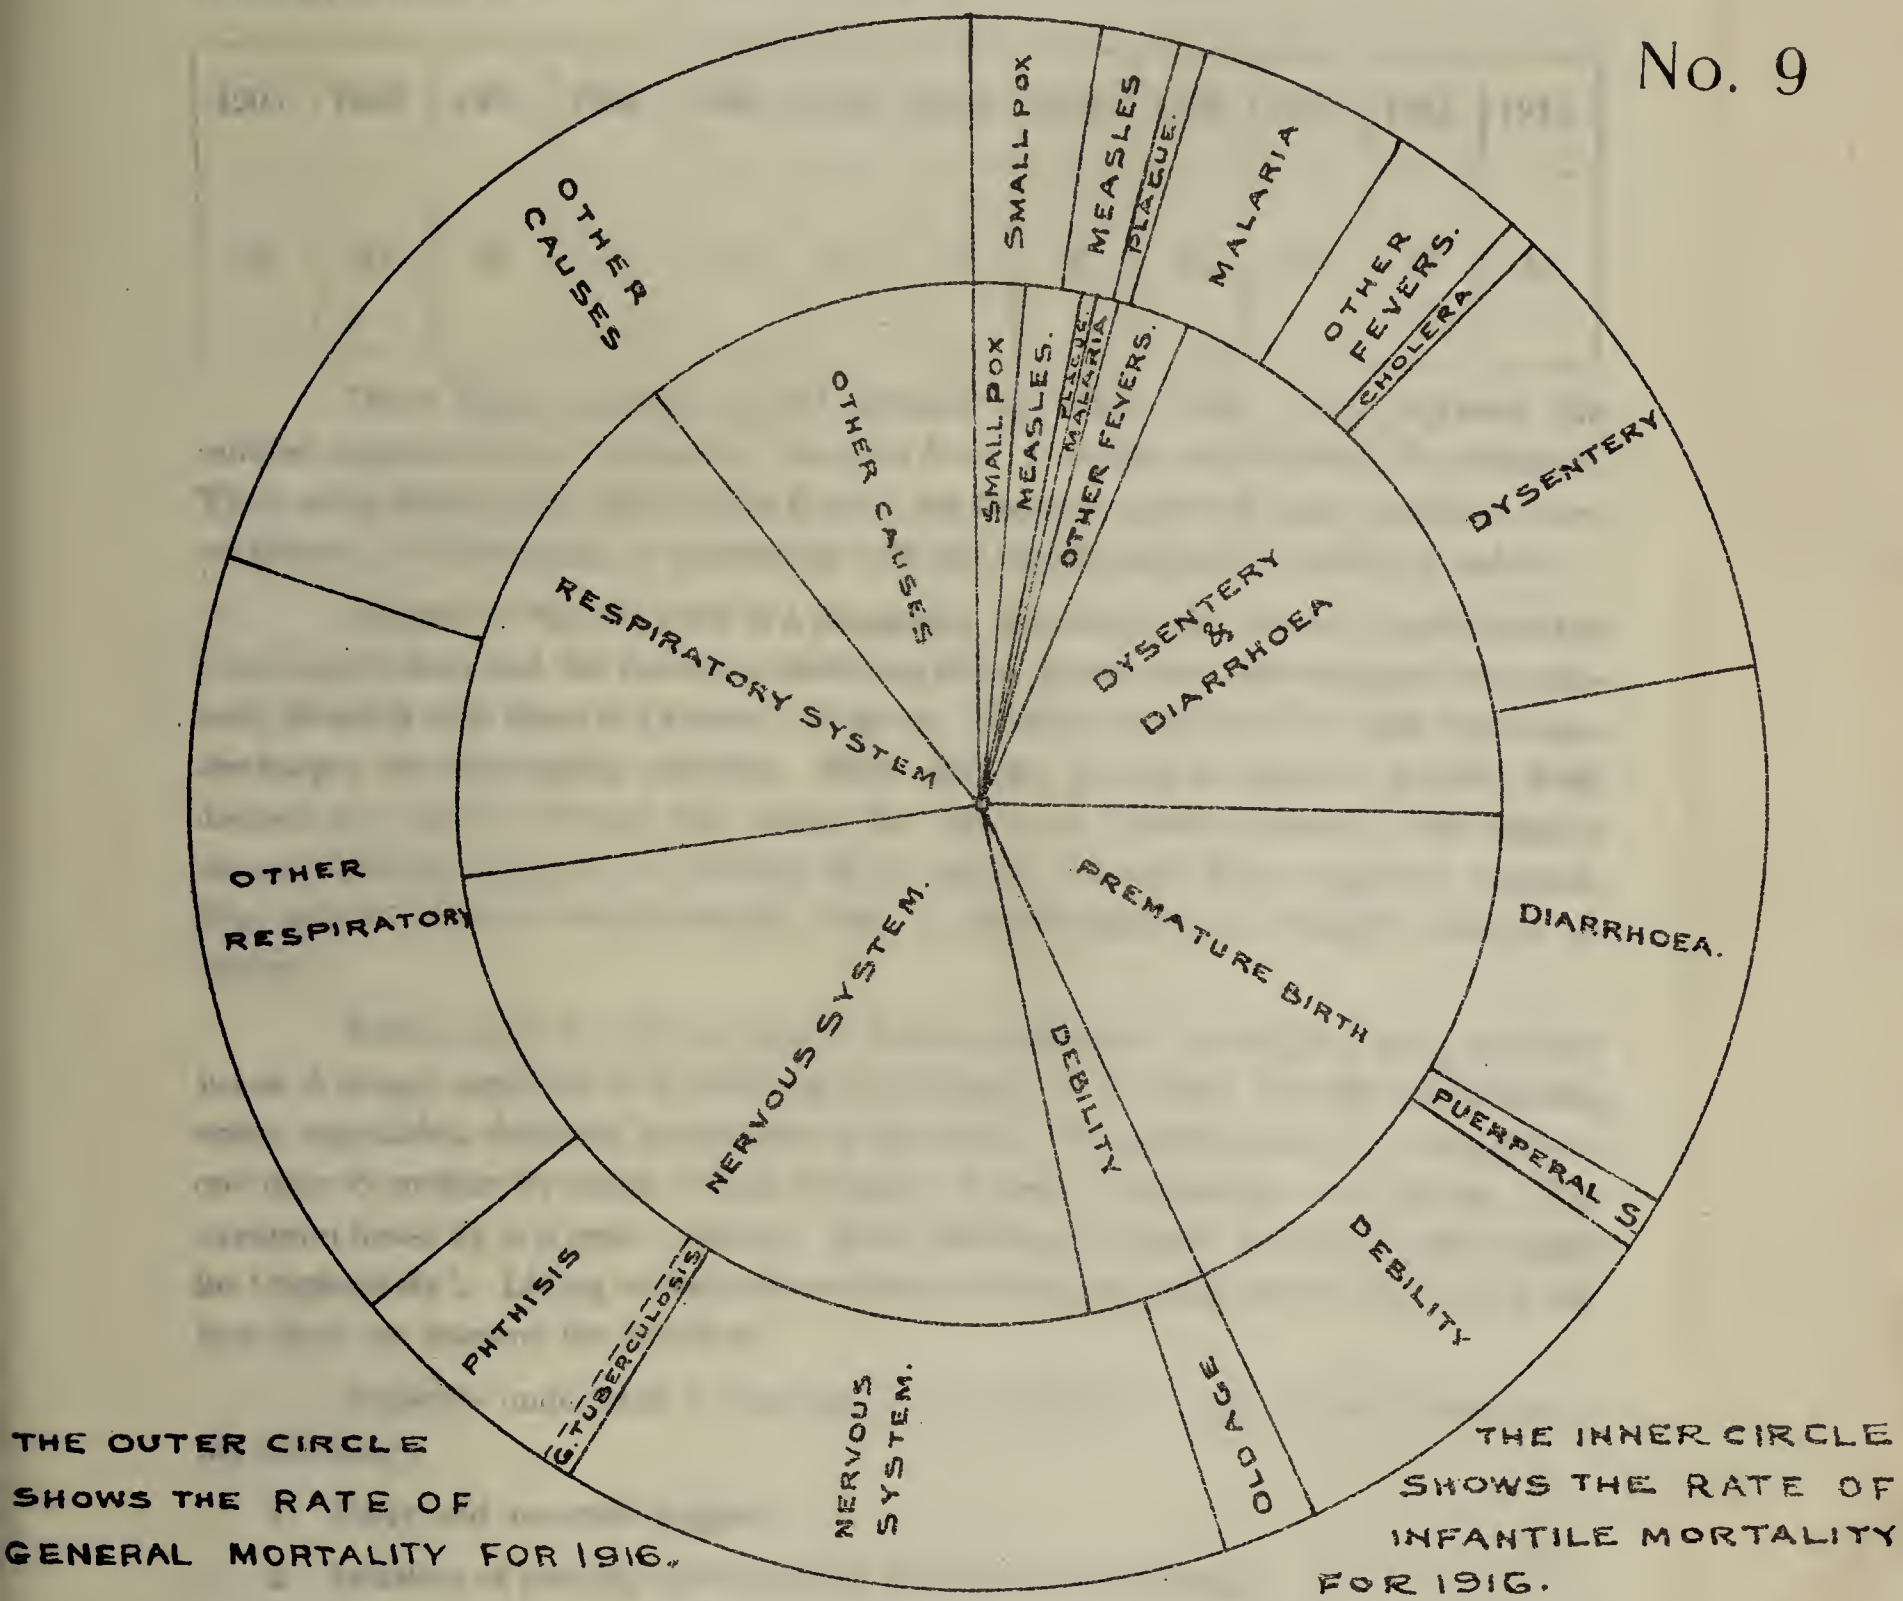 No. 9
SMALL POX
MEASLES
PLAEUE.
MALARIA
OTHER
FEVERS.
CHOLERA
DYSENTERY
DIARRHOEA.
PUERPERAL S
DEBILITY
OLD AGE
NERVOUS
SYSTEM.
G. TUBERCULOSIS
PHTHISIS
OTHER
RESPIRATORY
OTHER
CAUSES
SMALL POX
MEASLES.
PLAGUE.
MALARIA
OTHER FEVERS.
DYSENTERY
&
DIARRHOEA
PREMATURE BIRTH
DEBILITY
NERVOUS SYSTEM.
RESPIRATORY SYSTEM
OTHER CAUSES
THE OUTER CIRCLE
SHOWS THE RATE OF
GENERAL MORTALITY FOR 1916.
THE INNER CIRCLE
SHOWS THE RATE OF
INFANTILE MORTALITY
FOR 1916.